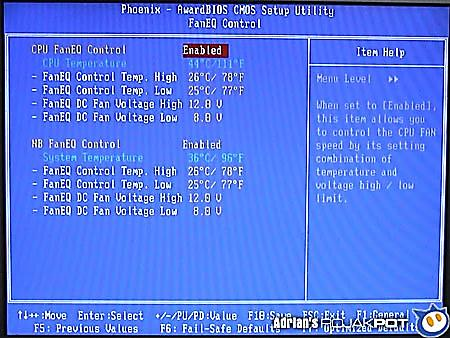 Phoenix - AwardBIOS CMOS Setup Utility
FanEQ Control
CPU FanEQ Control Enabled
CPU Temperature 44°C/111°F
- FanEQ Control Temp. High 26°C/ 78°F
- FanEQ Control Temp. Low 25°C/ 77°F
- FanEQ DC Fan Voltage High 12.0 V
- FanEQ DC Fan Voltage Low 8.0 V
NB FanEQ Control Enabled
System Temperature 36°C/ 96°F
- FanEQ Control Temp. High 26°C/ 78°F
- FanEQ Control Temp. Low 25°C/ 77°F
- FanEQ DC Fan Voltage High 12.0 V
- FanEQ DC Fan Voltage Low 8.0 V
Item Help
Menu Level ▸▸
When set to [Enabled],
this item allows you
to control the CPU FAN
speed by its setting
combination of
temperature and
voltage high / low
limit.
↑↓→←:Move Enter:Select +/-/PU/PD:Value F10:Save ESC:Exit F1:General
F5: Previous Values F6: Fail-Safe Defaults F7: Optimized Defaults
Adrian's ROJAKPOT